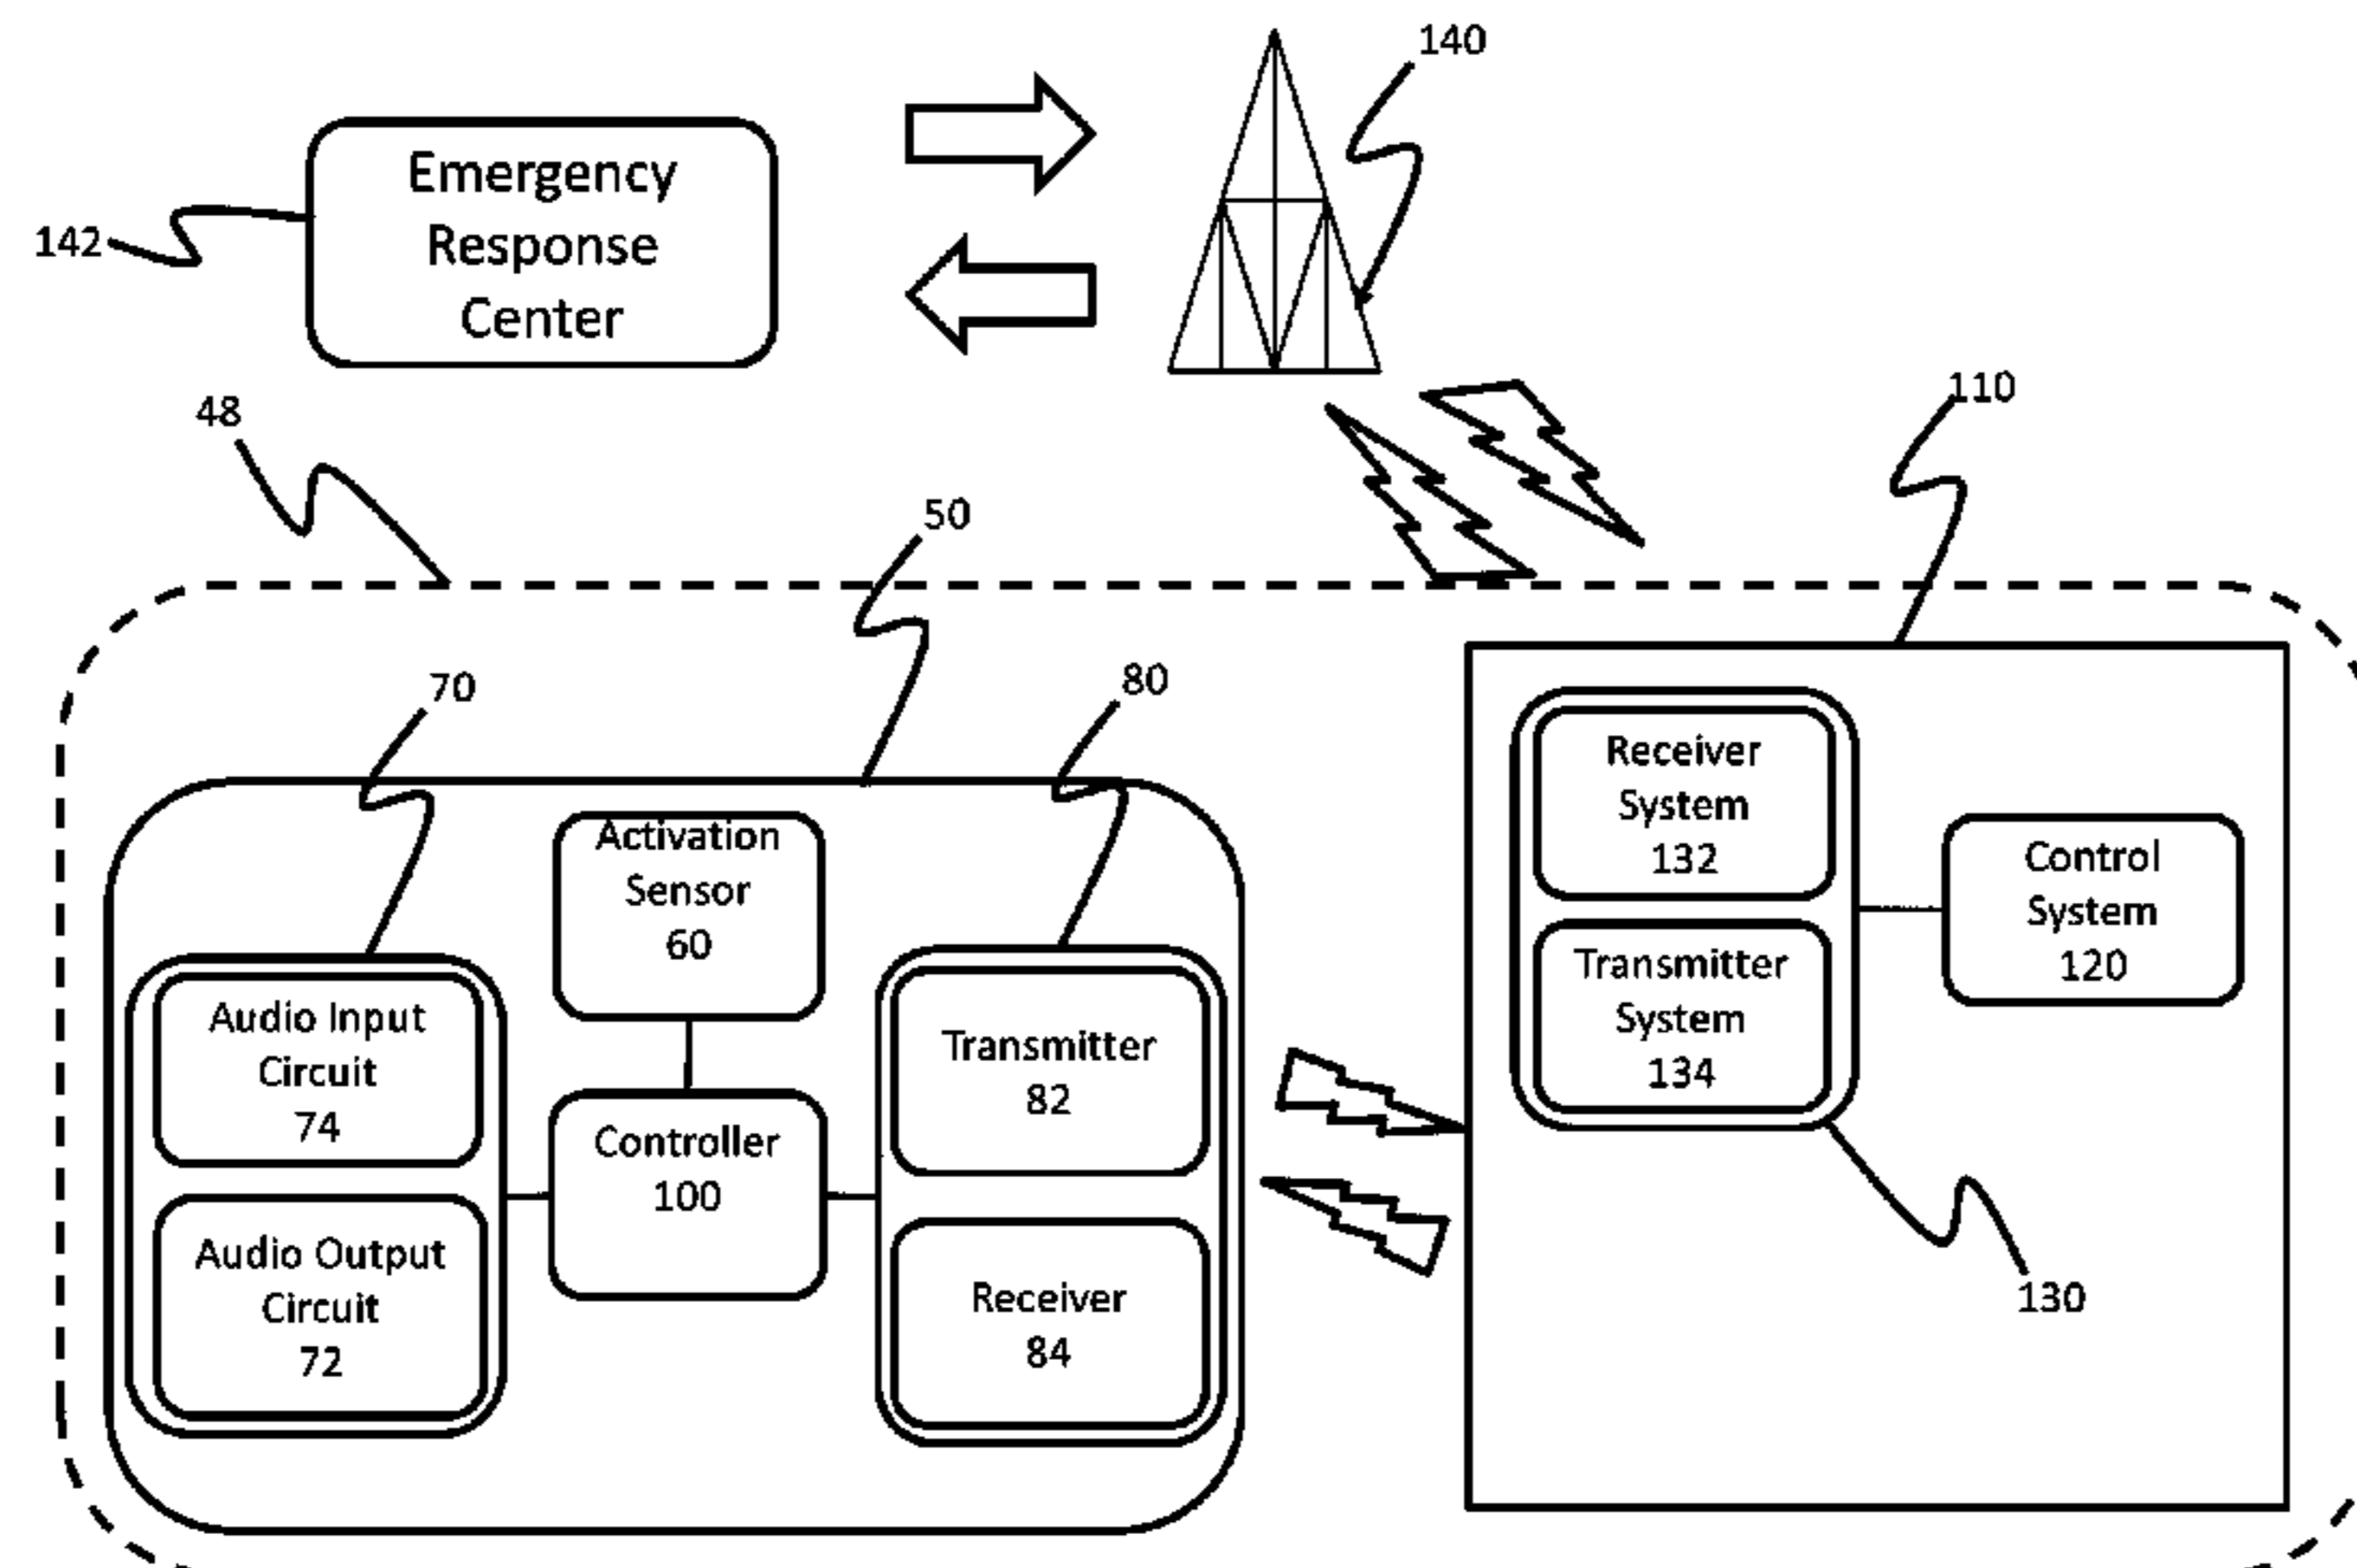 140
Emergency
Response
Center
142
110
48
50
70
80
Receiver
System
132
Transmitter
System
134
Control
System
120
Activation
Sensor
60
Audio Input
Circuit
74
Audio Output
Circuit
72
Controller
100
Transmitter
82
Receiver
84
130